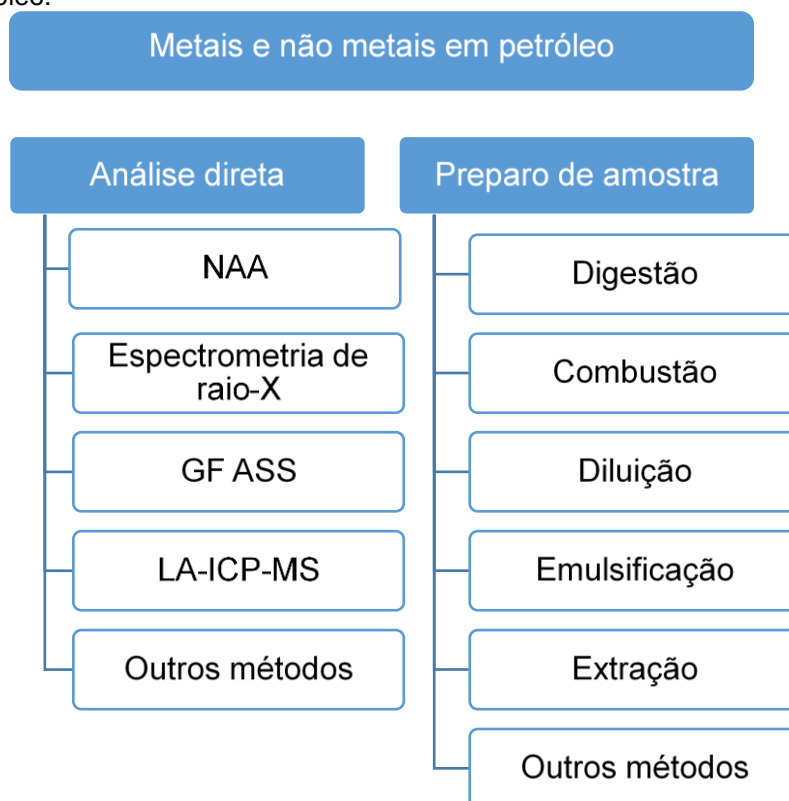 óleo.
Metais e não metais em petróleo
Análise direta
NAA
Espectrometria de
raio-X
GF ASS
LA-ICP-MS
Outros métodos
Preparo de amostra
Digestão
Combustão
Diluição
Emulsificação
Extração
Outros métodos